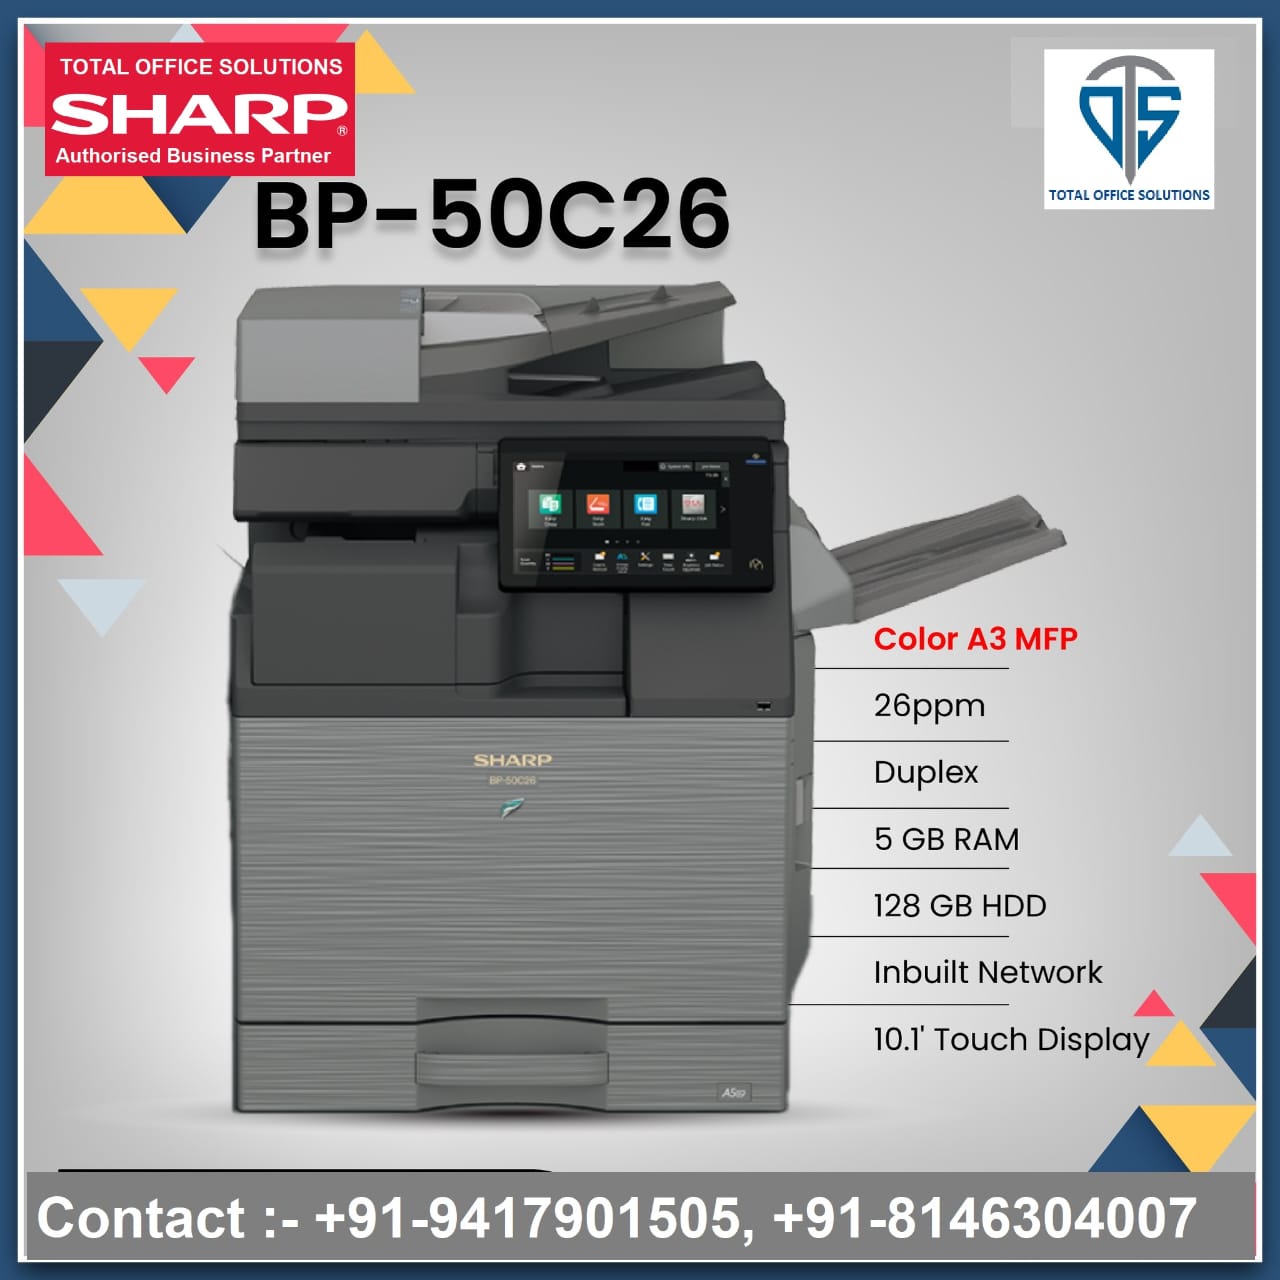 TOTAL OFFICE SOLUTIONS
SHARP®
Authorised Business Partner
TOTAL OFFICE SOLUTIONS
BP-50C26
Color A3 MFP
26ppm
Duplex
5 GB RAM
128 GB HDD
Inbuilt Network
10.1' Touch Display
SHARP
BP-50C26
Contact :- +91-9417901505, +91-8146304007